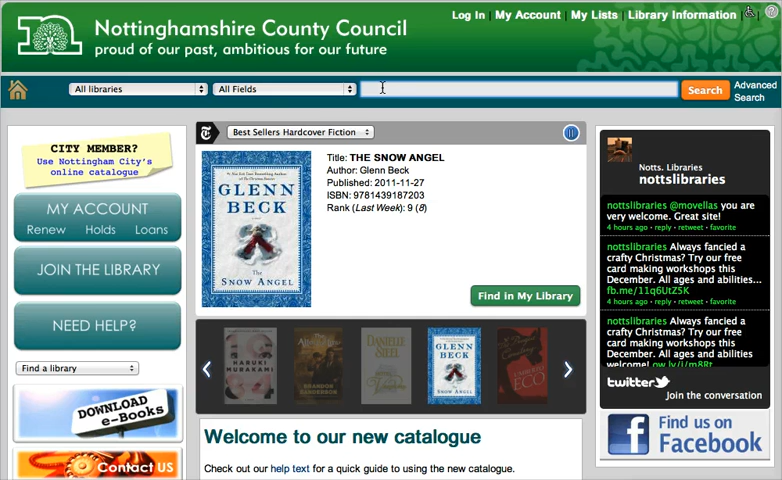 Nottinghamshire County Council
proud of our past, ambitious for our future
Log In | My Account | My Lists | Library Information |
All libraries
All Fields
Search
Advanced
Search
CITY MEMBER?
Use Nottingham City's
online catalogue
MY ACCOUNT
Renew Holds Loans
JOIN THE LIBRARY
NEED HELP?
Find a library
DOWNLOAD
e-Books
Contact US
Best Sellers Hardcover Fiction
GLENN
BECK
The
SNOW ANGEL
Title: THE SNOW ANGEL
Author: Glenn Beck
Published: 2011-11-27
ISBN: 9781439187203
Rank (Last Week): 9 (8)
Find in My Library
HARUKI
MURAKAMI
BRANDON
SANDERSON
DANIELLE
STEEL
GLENN
BECK
SNOW ANGEL
UMBERTO
ECO
Welcome to our new catalogue
Check out our help text for a quick guide to using the new catalogue.
Notts. Libraries
nottslibraries
nottslibraries @movellas you are
very welcome. Great site!
4 hours ago • reply • retweet • favorite
nottslibraries Always fancied a
crafty Christmas? Try our free
card making workshops this
December. All ages and abilities...
fb.me/11q6UtZ5K
4 hours ago • reply • retweet • favorite
nottslibraries Always fancied a
crafty Christmas? Try our free
card making workshops this
December. All ages and abilities
welcome! ow.ly/i/m8Rt
twitter
Join the conversation
Find us on
Facebook